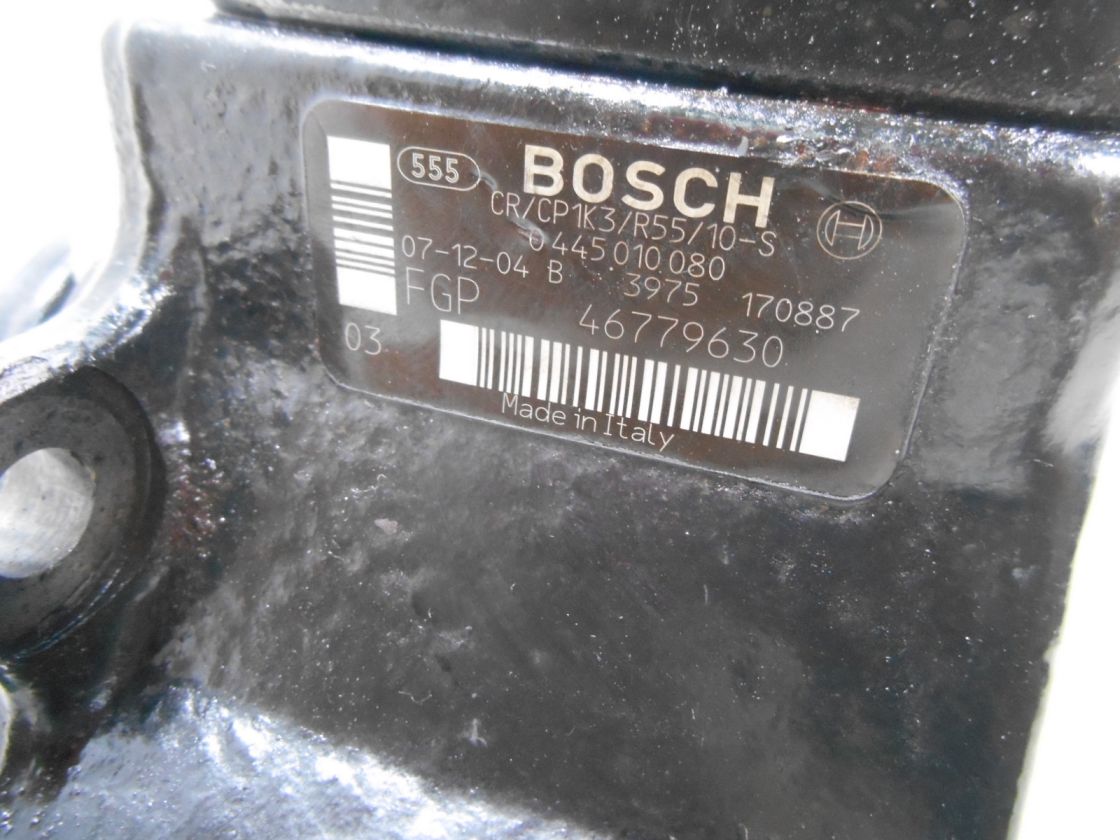 555 BOSCH
CR/CP1K3/R55/10-S
0 445 010 080
07-12-04 B 3975 170887
FGP 46779630
03
Made in Italy